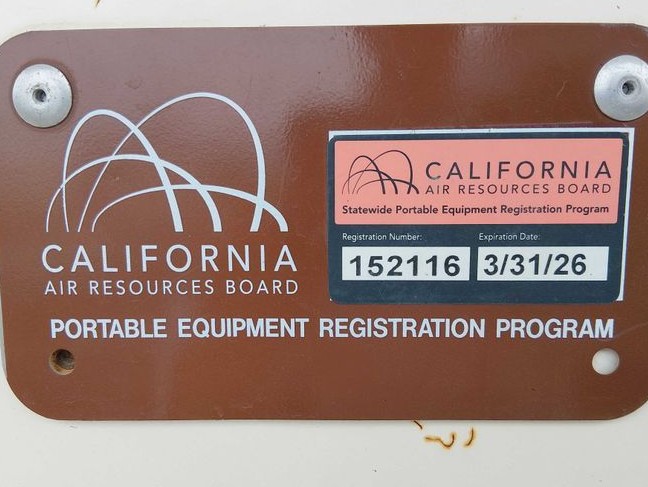 CALIFORNIA
AIR RESOURCES BOARD
PORTABLE EQUIPMENT REGISTRATION PROGRAM
CALIFORNIA
AIR RESOURCES BOARD
Statewide Portable Equipment Registration Program
Registration Number: Expiration Date:
152116 3/31/26